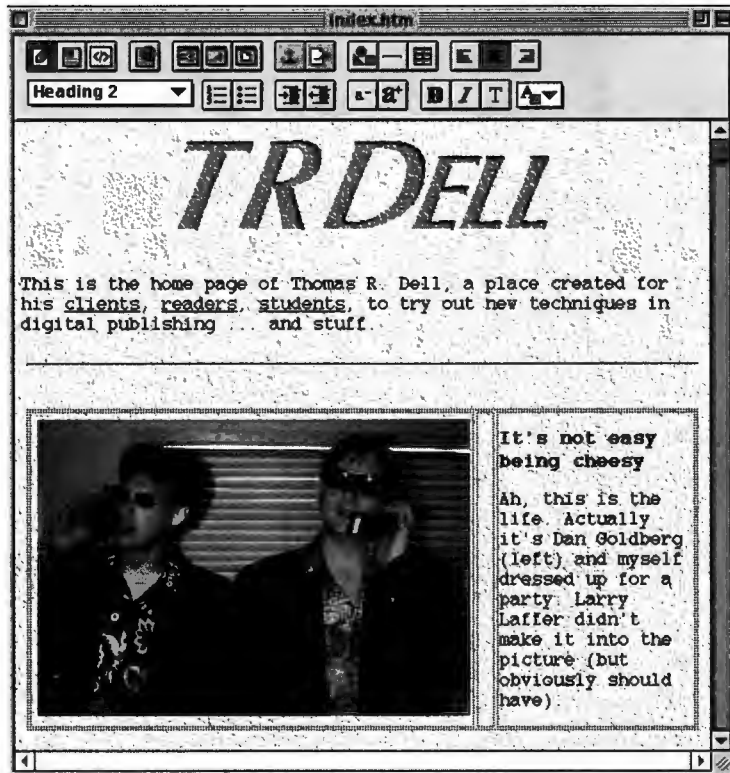 index.htm
Heading 2
a- a+ B I T A
TR DELL
This is the home page of Thomas R. Dell, a place created for
his clients, readers, students, to try out new techniques in
digital publishing ... and stuff.
It's not easy
being cheesy
Ah, this is the
life. Actually
it's Dan Goldberg
(left) and myself
dressed up for a
party. Larry
Laffer didn't
make it into the
picture (but
obviously should
have)